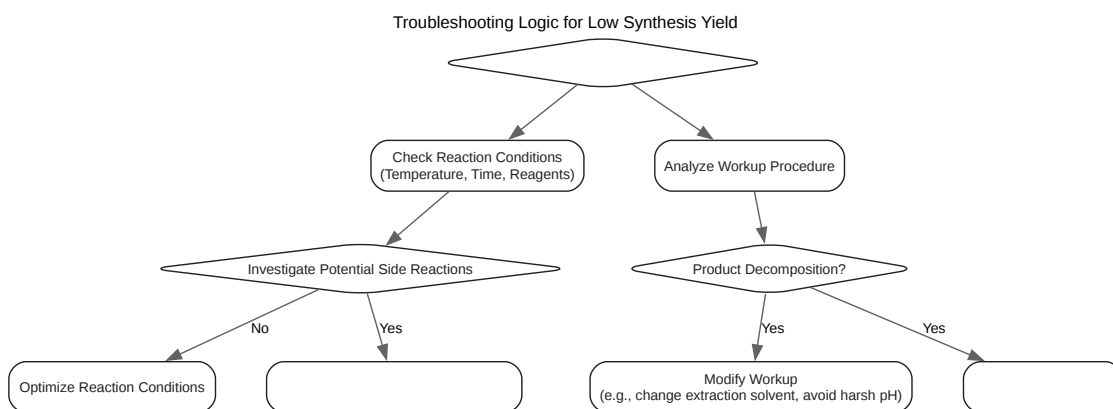 Troubleshooting Logic for Low Synthesis Yield
Check Reaction Conditions
(Temperature, Time, Reagents)
Analyze Workup Procedure
Investigate Potential Side Reactions
Product Decomposition?
No
Yes
Yes
Yes
Optimize Reaction Conditions
Modify Workup
(e.g., change extraction solvent, avoid harsh pH)